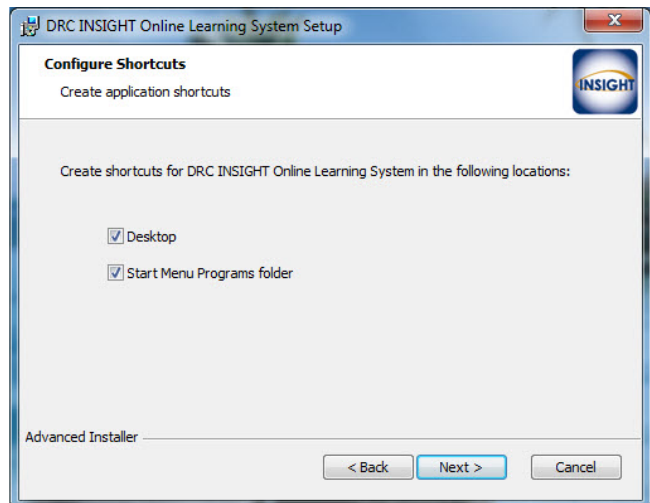 DRC INSIGHT Online Learning System Setup
Configure Shortcuts
Create application shortcuts
INSIGHT
Create shortcuts for DRC INSIGHT Online Learning System in the following locations:
Desktop
Start Menu Programs folder
Advanced Installer
< Back Next > Cancel